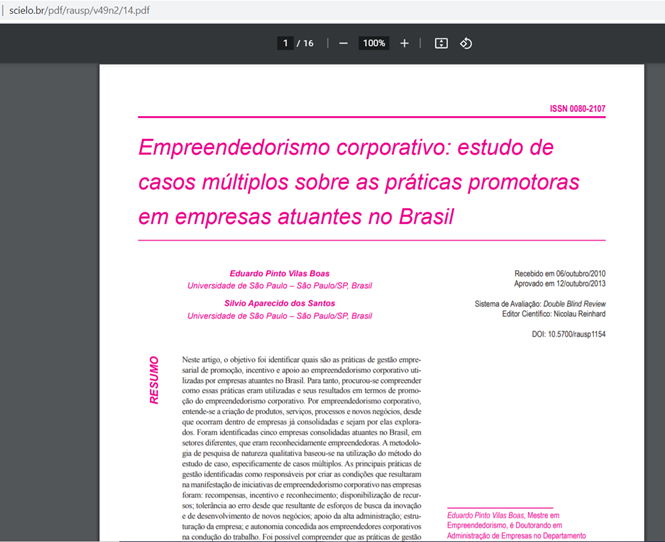 scielo.br/pdf/rausp/v49n2/14.pdf
1 / 16 — 100% +
ISSN 0080-2107
Empreendedorismo corporativo: estudo de
casos múltiplos sobre as práticas promotoras
em empresas atuantes no Brasil
Eduardo Pinto Vilas Boas
Universidade de São Paulo – São Paulo/SP, Brasil
Silvio Aparecido dos Santos
Universidade de São Paulo – São Paulo/SP, Brasil
Recebido em 06/outubro/2010
Aprovado em 12/outubro/2013
Sistema de Avaliação: Double Blind Review
Editor Científico: Nicolau Reinhard
DOI: 10.5700/rausp1154
RESUMO
Neste artigo, o objetivo foi identificar quais são as práticas de gestão empre-
sarial de promoção, incentivo e apoio ao empreendedorismo corporativo uti-
lizadas por empresas atuantes no Brasil. Para tanto, procurou-se compreender
como essas práticas eram utilizadas e seus resultados em termos de promo-
ção do empreendedorismo corporativo. Por empreendedorismo corporativo,
entende-se a criação de produtos, serviços, processos e novos negócios, desde
que ocorram dentro de empresas já consolidadas e sejam por elas explora-
dos. Foram identificadas cinco empresas consolidadas atuantes no Brasil, em
setores diferentes, que eram reconhecidamente empreendedoras. A metodolo-
gia de pesquisa de natureza qualitativa baseou-se na utilização do método do
estudo de caso, especificamente de casos múltiplos. As principais práticas de
gestão identificadas como responsáveis por criar as condições que resultaram
na manifestação de iniciativas de empreendedorismo corporativo nas empresas
foram: recompensas, incentivo e reconhecimento; disponibilização de recur-
sos; tolerância ao erro desde que resultante de esforços de busca da inovação
e de desenvolvimento de novos negócios; apoio da alta administração; estru-
turação da empresa; e autonomia concedida aos empreendedores corporativos
na condução do trabalho. Foi possível compreender que as práticas de gestão
Eduardo Pinto Vilas Boas, Mestre em
Empreendedorismo, é Doutorando em
Administração de Empresas no Departamento